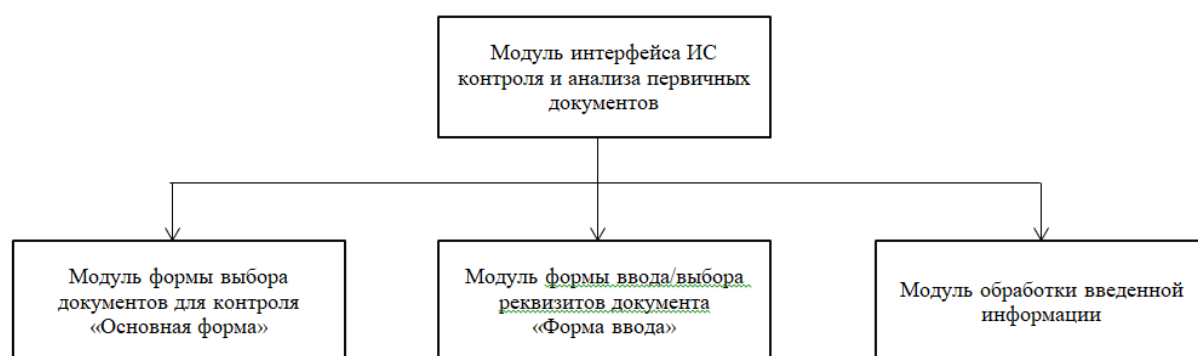 Модуль интерфейса ИС
контроля и анализа первичных
документов
Модуль формы выбора
документов для контроля
«Основная форма»
Модуль формы ввода/выбора
реквизитов документа
«Форма ввода»
Модуль обработки введенной
информации